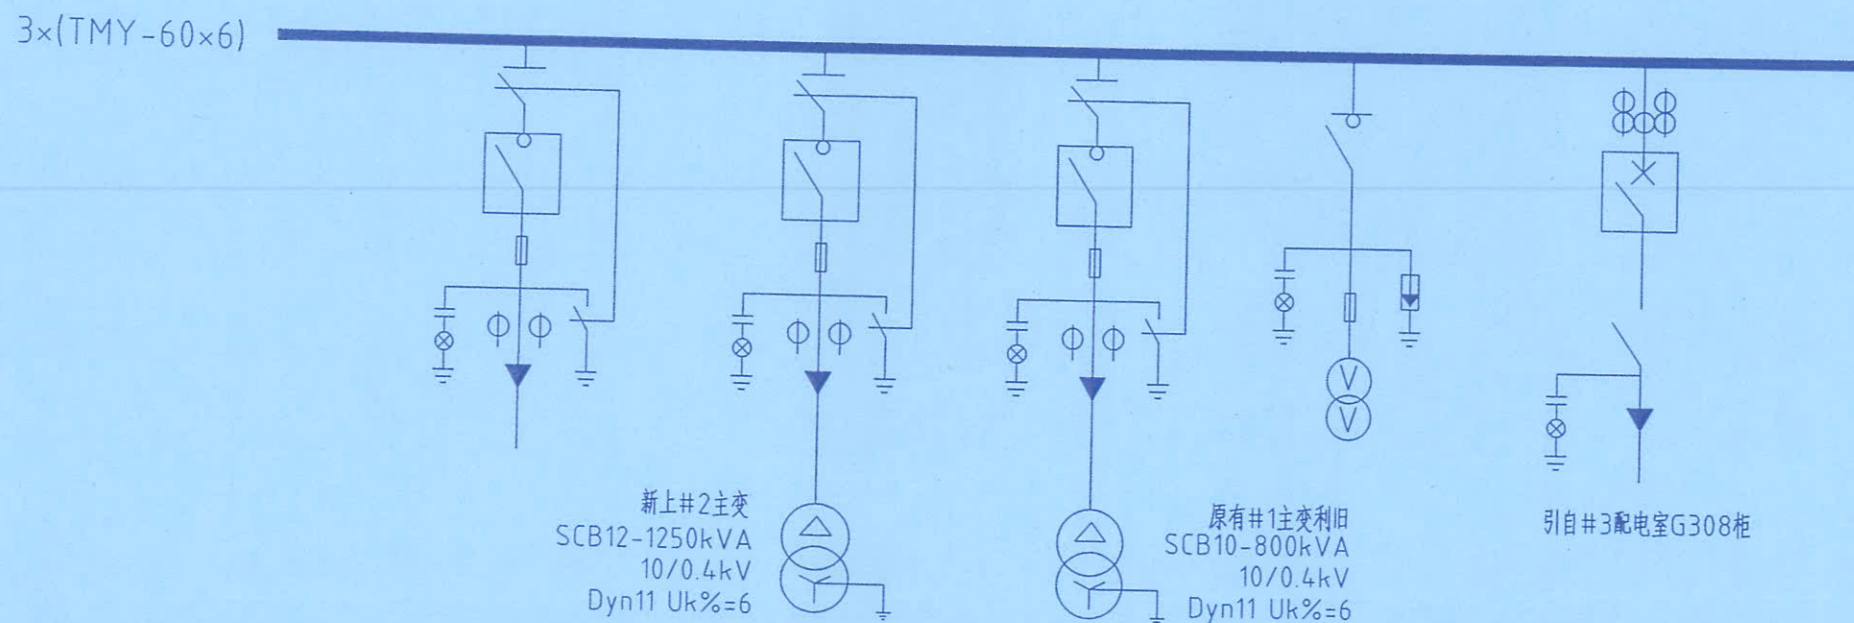 3×(TMY-60×6)
新上#2主变
SCB12-1250kVA
10/0.4kV
Dyn11 Uk%=6
原有#1主变利旧
SCB10-800kVA
10/0.4kV
Dyn11 Uk%=6
引自#3配电室G308柜
V
V